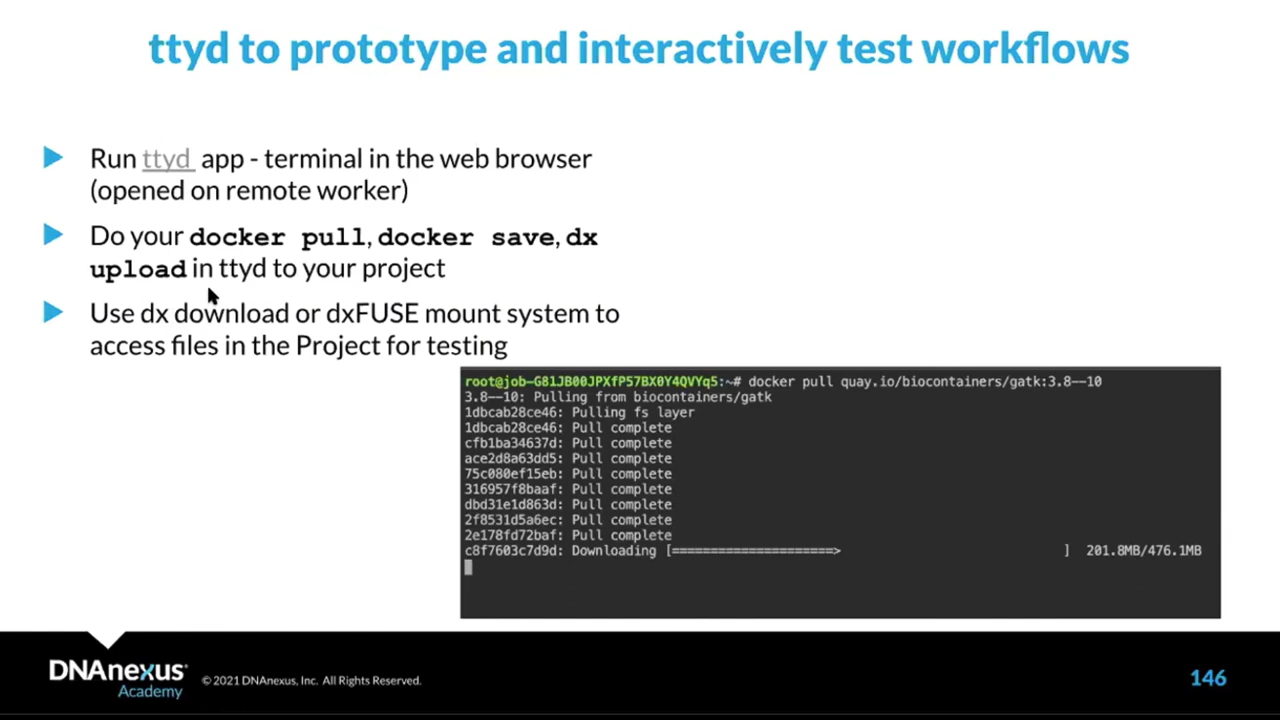 ttyd to prototype and interactively test workflows
Run ttyd app - terminal in the web browser
(opened on remote worker)
Do your docker pull, docker save, dx
upload in ttyd to your project
Use dx download or dxFUSE mount system to
access files in the Project for testing
root@job-G81JB00JPXfP57BX0Y4QVYq5:~# docker pull quay.io/biocontainers/gatk:3.8--10
3.8--10: Pulling from biocontainers/gatk
1dbcab28ce46: Pulling fs layer
1dbcab28ce46: Pull complete
cfb1ba34637d: Pull complete
ace2d8a63dd5: Pull complete
75c080ef15eb: Pull complete
316957f8baaf: Pull complete
dbd31e1d863d: Pull complete
2f8531d5a6ec: Pull complete
2e178fd72baf: Pull complete
c8f7603c7d9d: Downloading [=====================> ] 201.8MB/476.1MB
DNAnexus®
Academy
© 2021 DNAnexus, Inc. All Rights Reserved.
146